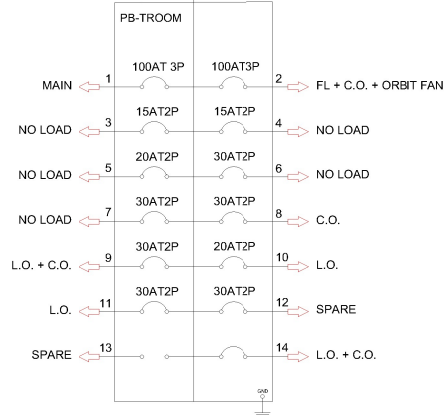 PB-TROOM
MAIN 1 100AT 3P 100AT3P 2 FL + C.O. + ORBIT FAN
NO LOAD 3 15AT2P 15AT2P 4 NO LOAD
NO LOAD 5 20AT2P 30AT2P 6 NO LOAD
NO LOAD 7 30AT2P 30AT2P 8 C.O.
L.O. + C.O. 9 30AT2P 20AT2P 10 L.O.
L.O. 11 30AT2P 30AT2P 12 SPARE
SPARE 13 14 L.O. + C.O.
GND